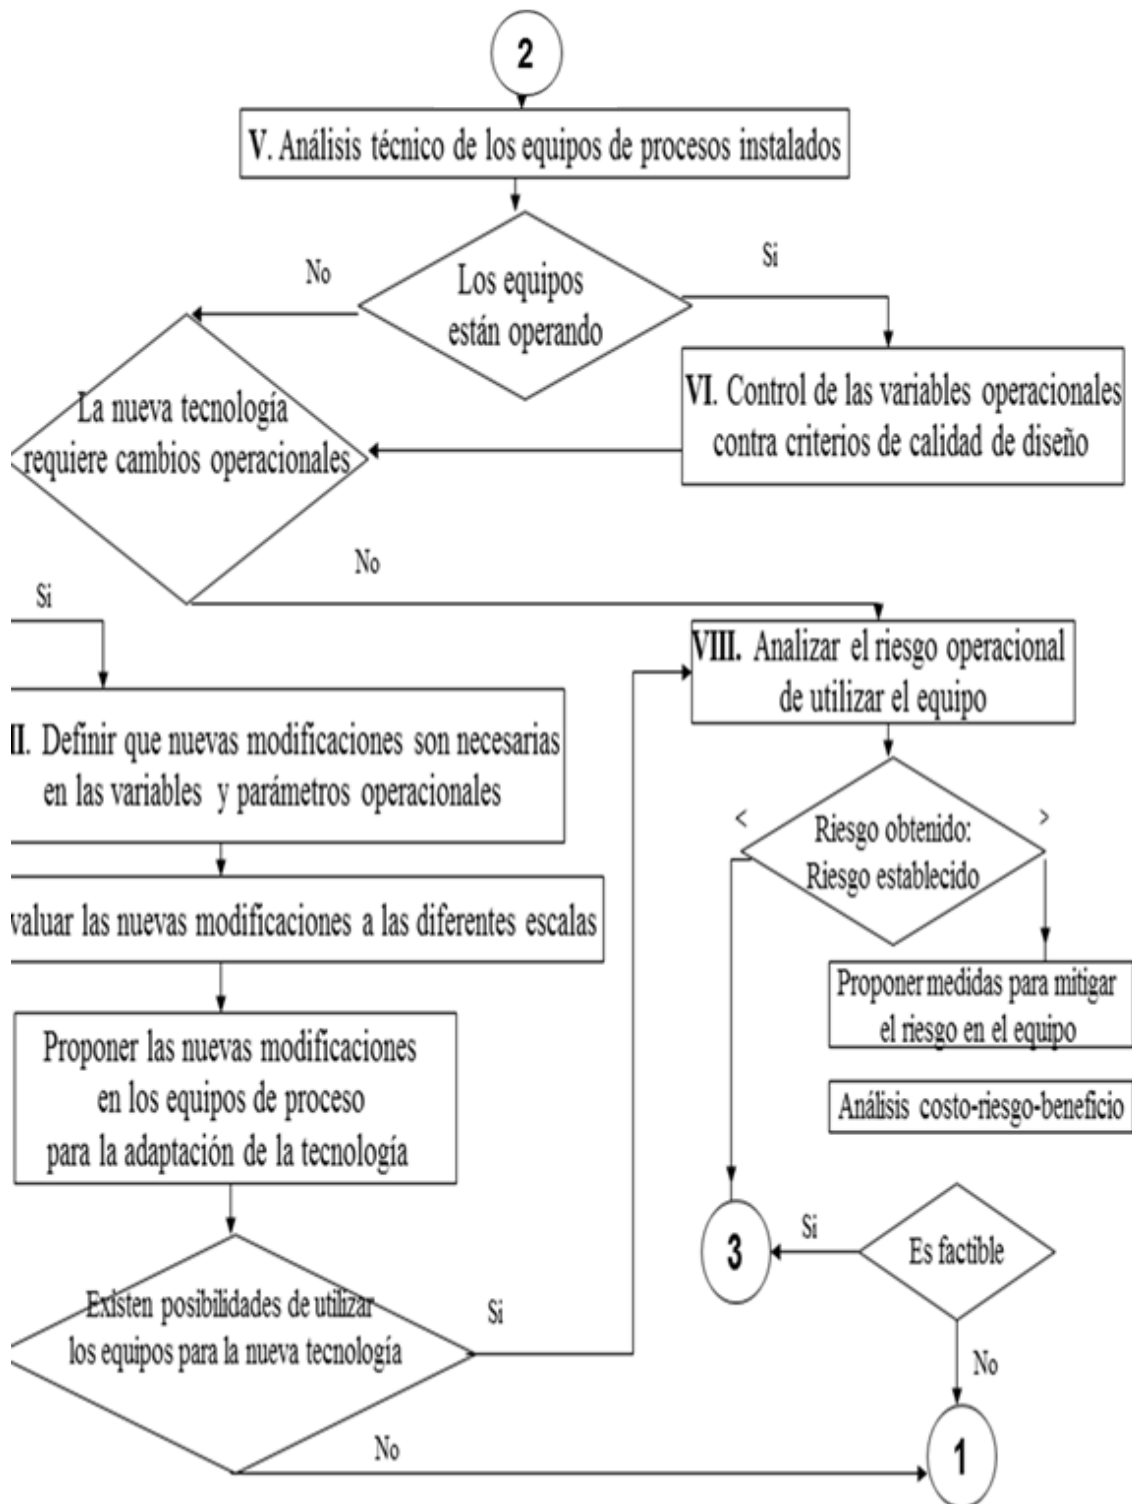 2
V. Análisis técnico de los equipos de procesos instalados
No
Si
Los equipos
están operando
La nueva tecnología
requiere cambios operacionales
VI. Control de las variables operacionales
contra criterios de calidad de diseño
No
Si
VIII. Analizar el riesgo operacional
de utilizar el equipo
II. Definir que nuevas modificaciones son necesarias
en las variables y parámetros operacionales
<
>
Riesgo obtenido:
Riesgo establecido
valuar las nuevas modificaciones a las diferentes escalas
Proponer medidas para mitigar
el riesgo en el equipo
Proponer las nuevas modificaciones
en los equipos de proceso
para la adaptación de la tecnología
Análisis costo-riesgo-beneficio
3
Si
Es factible
Existen posibilidades de utilizar
los equipos para la nueva tecnología
Si
No
No
1